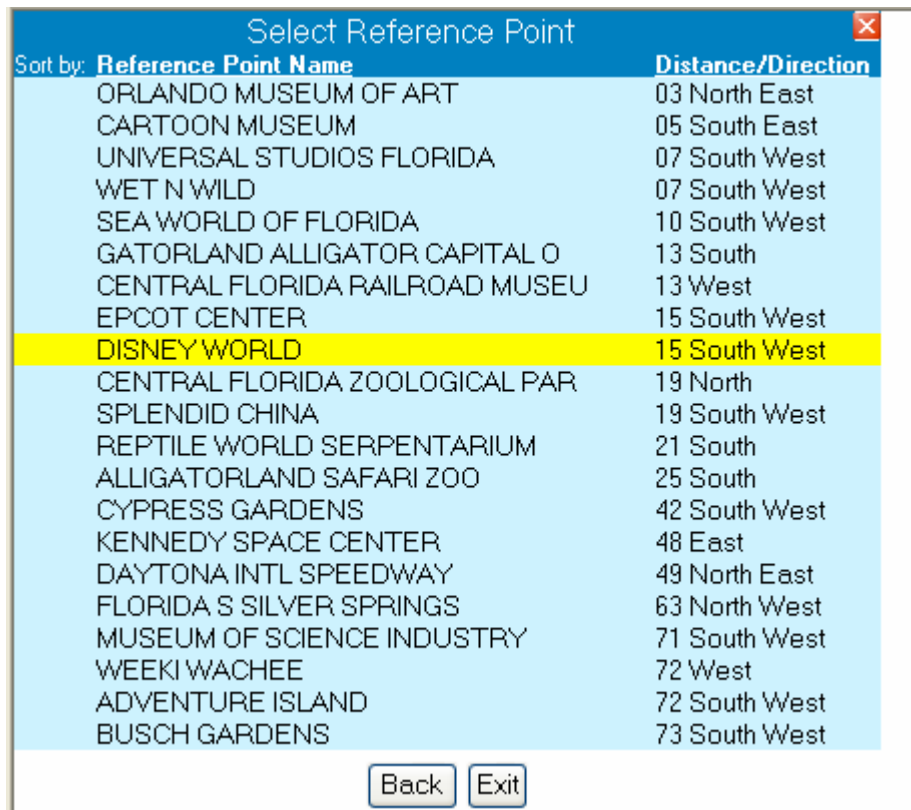 Select Reference Point
Sort by: Reference Point Name Distance/Direction
ORLANDO MUSEUM OF ART 03 North East
CARTOON MUSEUM 05 South East
UNIVERSAL STUDIOS FLORIDA 07 South West
WET N WILD 07 South West
SEA WORLD OF FLORIDA 10 South West
GATORLAND ALLIGATOR CAPITAL O 13 South
CENTRAL FLORIDA RAILROAD MUSEU 13 West
EPCOT CENTER 15 South West
DISNEY WORLD 15 South West
CENTRAL FLORIDA ZOOLOGICAL PAR 19 North
SPLENDID CHINA 19 South West
REPTILE WORLD SERPENTARIUM 21 South
ALLIGATORLAND SAFARI ZOO 25 South
CYPRESS GARDENS 42 South West
KENNEDY SPACE CENTER 48 East
DAYTONA INTL SPEEDWAY 49 North East
FLORIDA S SILVER SPRINGS 63 North West
MUSEUM OF SCIENCE INDUSTRY 71 South West
WEEKI WACHEE 72 West
ADVENTURE ISLAND 72 South West
BUSCH GARDENS 73 South West
Back Exit